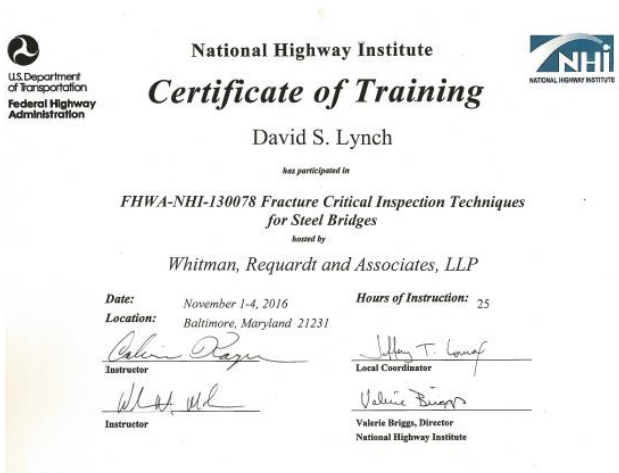 National Highway Institute
U.S. Department
of Transportation
Federal Highway
Administration
NHI
NATIONAL HIGHWAY INSTITUTE
Certificate of Training
David S. Lynch
has participated in
FHWA-NHI-130078 Fracture Critical Inspection Techniques
for Steel Bridges
hosted by
Whitman, Requardt and Associates, LLP
Date: November 1-4, 2016 Hours of Instruction: 25
Location: Baltimore, Maryland 21231
Jeffrey T.
Instructor Local Coordinator
Valerie Briggs
Instructor Valerie Briggs, Director
National Highway Institute